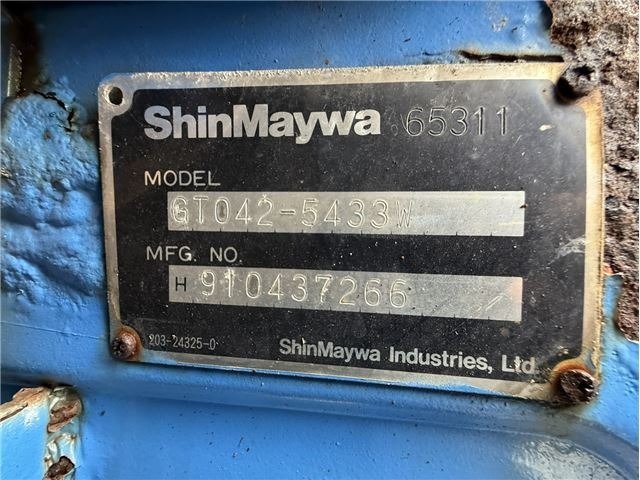 ShinMaywa 65311
MODEL
GT042-5433W
MFG. NO.
H 910437266
203-24325-0
ShinMaywa Industries, Ltd.